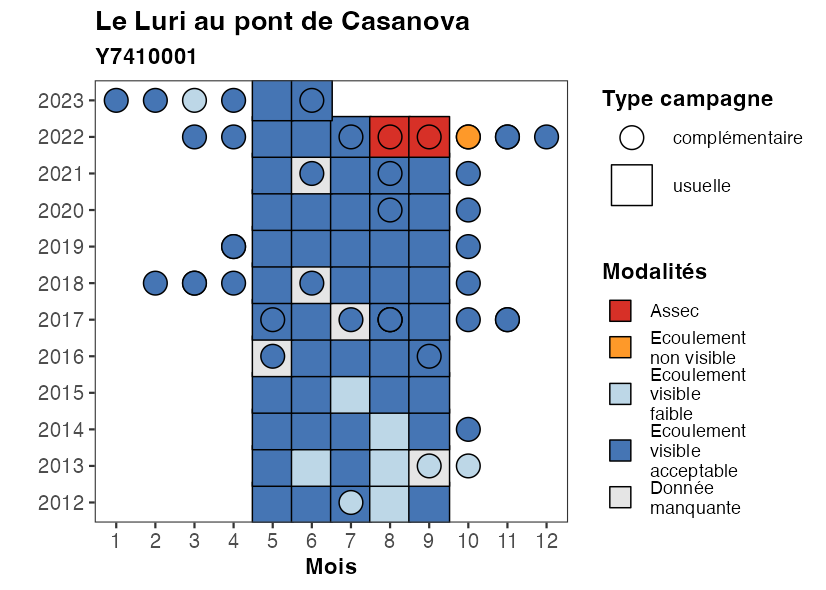 Le Luri au pont de Casanova
Y7410001
2023
2022
2021
2020
2019
2018
2017
2016
2015
2014
2013
2012
1 2 3 4 5 6 7 8 9 10 11 12
Mois
Type campagne
complémentaire
usuelle
Modalités
Assec
Ecoulement
non visible
Ecoulement
visible
faible
Ecoulement
visible
acceptable
Donnée
manquante